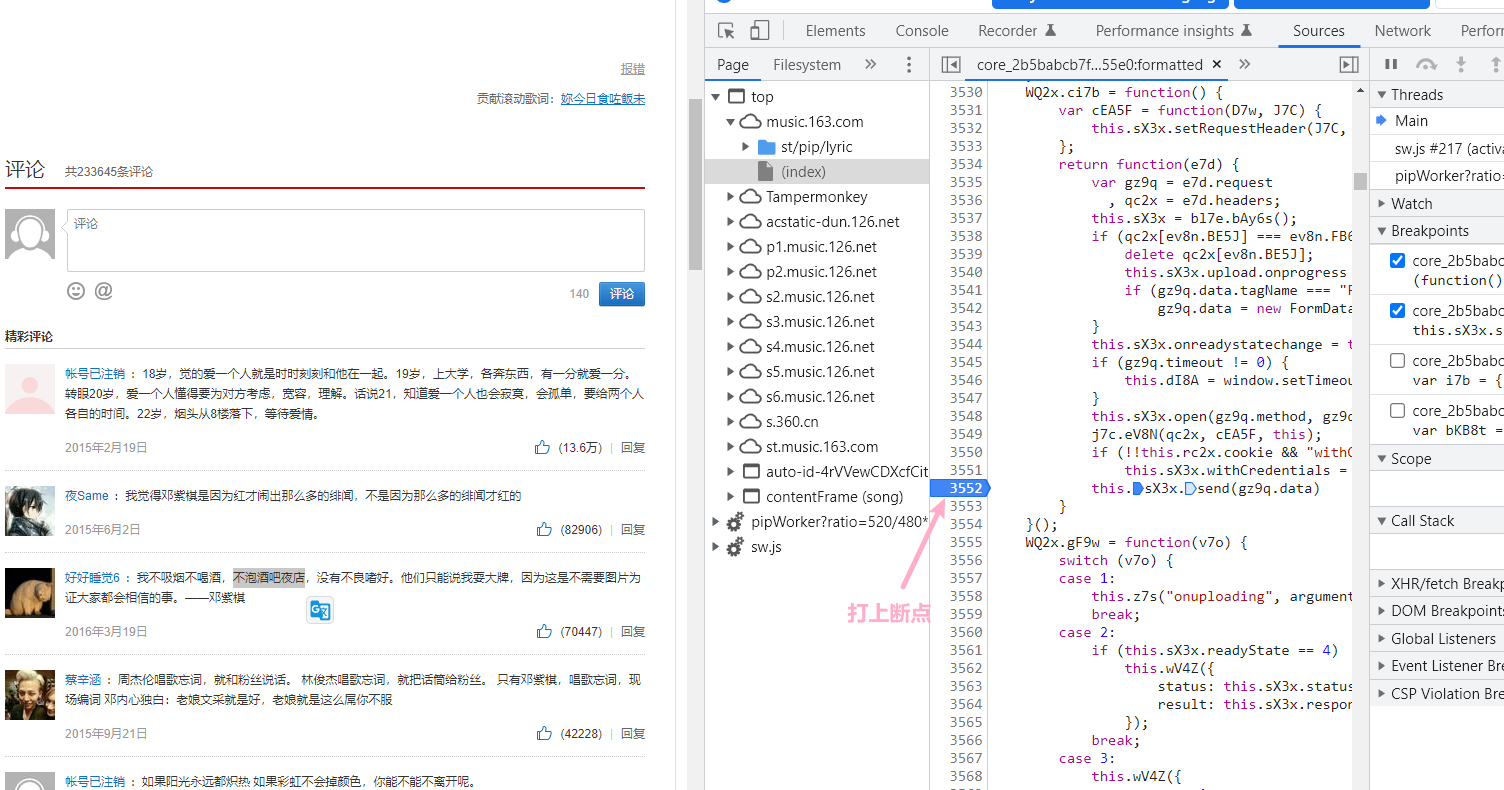 报错
贡献滚动歌词: 妳今日食咗飯未
评论 共233645条评论
评论
140 评论
精彩评论
帐号已注销 : 18岁，觉的爱一个人就是时时刻刻和他在一起。19岁，上大学，各奔东西，有一分就爱一分。
转眼20岁，爱一个人懂得要为对方考虑，宽容，理解。话说21，知道爱一个人也会寂寞，会孤单，要给两个人
各自的时间。22岁，烟头从8楼落下，等待爱情。
2015年2月19日 (13.6万) | 回复
夜Same : 我觉得邓紫棋是因为红才闹出那么多的绯闻，不是因为那么多的绯闻才红的
2015年6月2日 (82906) | 回复
好好睡觉6 : 我不吸烟不喝酒，不泡酒吧夜店，没有不良嗜好。他们只能说我耍大牌，因为这是不需要图片为
证大家都会相信的事。——邓紫棋
2016年3月19日 (70447) | 回复
蔡辛涵 : 周杰伦唱歌忘词，就和粉丝说话。 林俊杰唱歌忘词，就把话筒给粉丝。 只有邓紫棋，唱歌忘词，现
场编词 邓内心独白：老娘文采就是好，老娘就是这么屌你不服
2015年9月21日 (42228) | 回复
帐号已注销 : 如果阳光永远都炽热 如果彩虹不会掉颜色，你能不能不离开呢。
Elements Console Recorder Performance insights Sources Network Perfor
Page Filesystem
core_2b5babcb7f...55e0:formatted
top
music.163.com
st/pip/lyric
(index)
Tampermonkey
acstatic-dun.126.net
p1.music.126.net
p2.music.126.net
s2.music.126.net
s3.music.126.net
s4.music.126.net
s5.music.126.net
s6.music.126.net
s.360.cn
st.music.163.com
auto-id-4rVVewCDXcfCit
contentFrame (song)
pipWorker?ratio=520/480*
sw.js
3530 WQ2x.ci7b = function() {
3531 var cEA5F = function(D7w, J7C) {
3532 this.sX3x.setRequestHeader(J7C,
3533 };
3534 return function(e7d) {
3535 var gz9q = e7d.request
3536 , qc2x = e7d.headers;
3537 this.sX3x = bl7e.bAy6s();
3538 if (qc2x[ev8n.BE5J] === ev8n.FB6
3539 delete qc2x[ev8n.BE5J];
3540 this.sX3x.upload.onprogress
3541 if (gz9q.data.tagName === "F
3542 gz9q.data = new FormData
3543 }
3544 this.sX3x.onreadystatechange = t
3545 if (gz9q.timeout != 0) {
3546 this.dI8A = window.setTimeou
3547 }
3548 this.sX3x.open(gz9q.method, gz9q
3549 j7c.eV8N(qc2x, cEA5F, this);
3550 if (!!this.rc2x.cookie && "withC
3551 this.sX3x.withCredentials =
3552 this.sX3x.send(gz9q.data)
3553 }
3554 }();
3555 WQ2x.gF9w = function(v7o) {
3556 switch (v7o) {
3557 case 1:
3558 this.z7s("onuploading", argument
3559 break;
3560 case 2:
3561 if (this.sX3x.readyState == 4)
3562 this.wV4Z({
3563 status: this.sX3x.status
3564 result: this.sX3x.respon
3565 });
3566 break;
3567 case 3:
3568 this.wV4Z({
打上断点
Threads
Main
sw.js #217 (activa
pipWorker?ratio=
Watch
Breakpoints
core_2b5babc
(function()
core_2b5babc
this.sX3x.s
core_2b5babc
var i7b = {
core_2b5babc
var bKB8t =
Scope
Call Stack
XHR/fetch Breakp
DOM Breakpoints
Global Listeners
Event Listener Bre
CSP Violation Bre